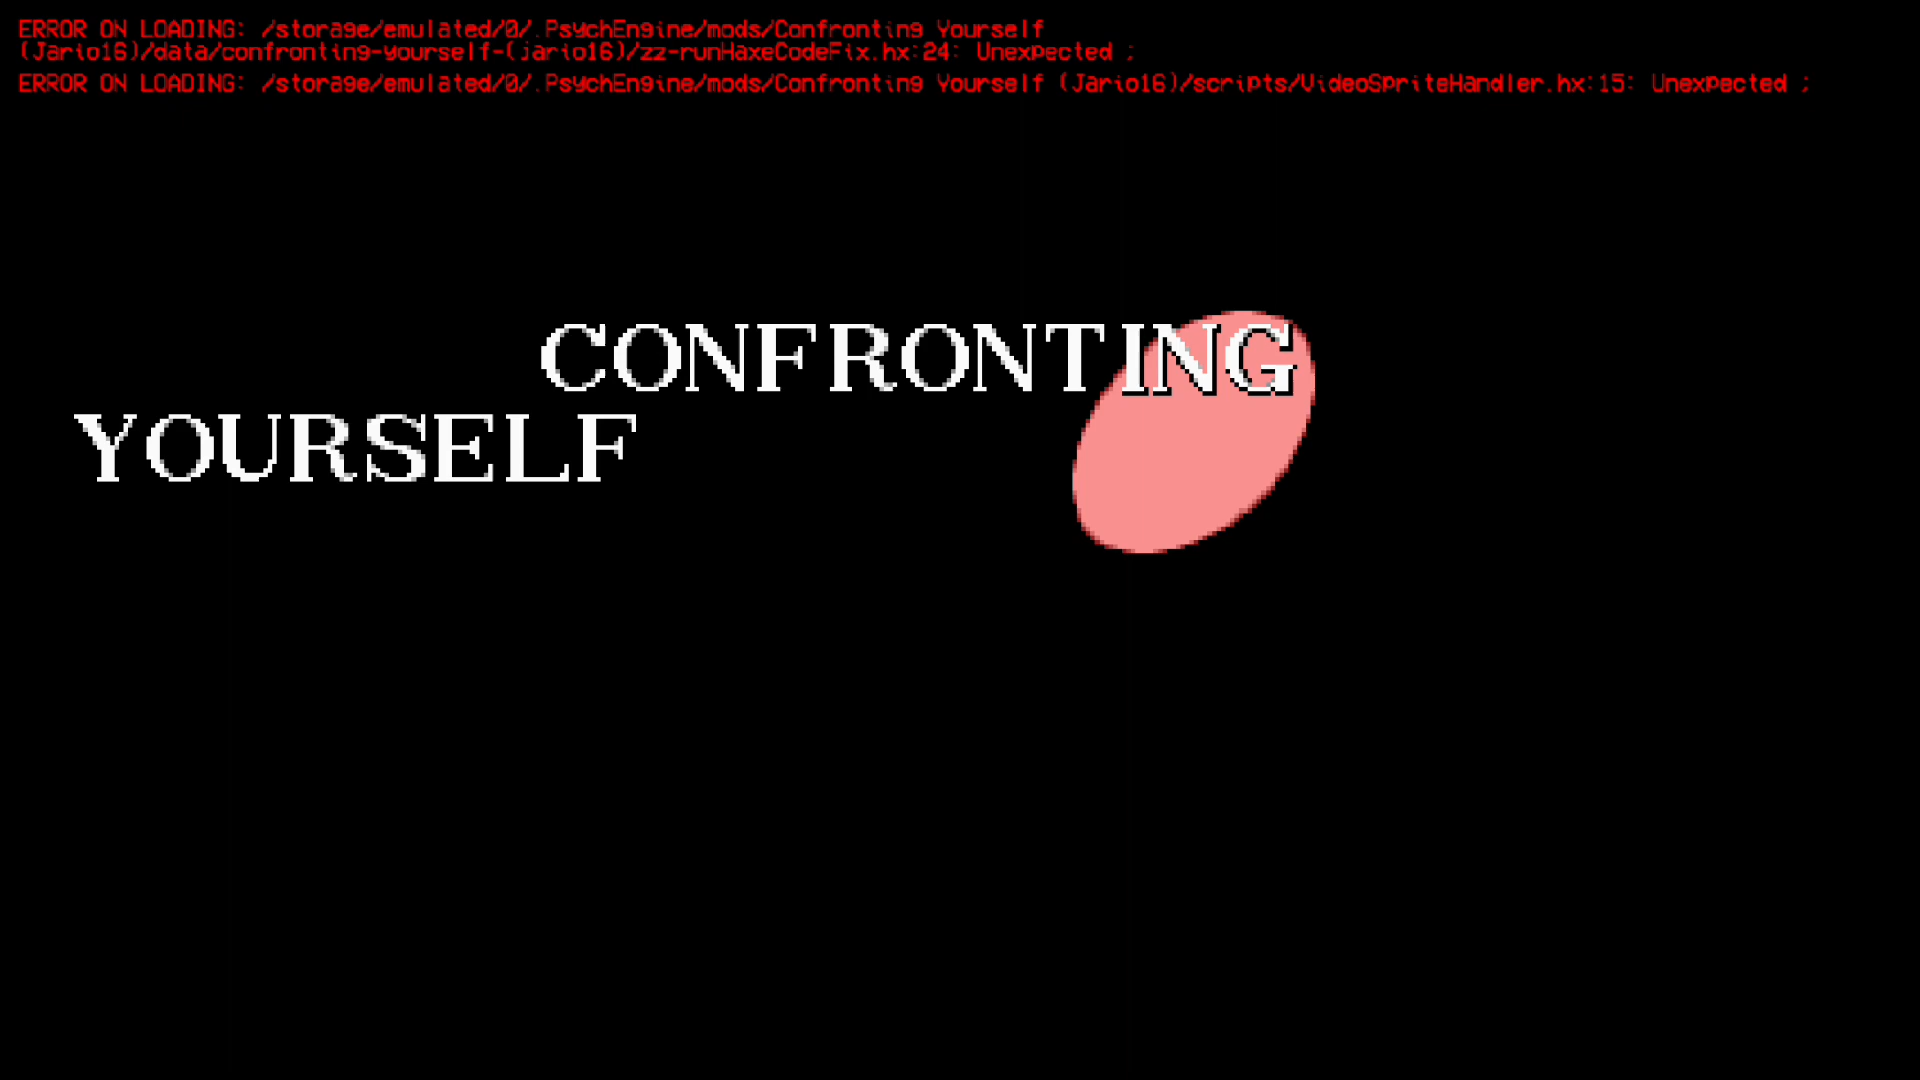 ERROR ON LOADING: /storage/emulated/0/.PsychEngine/mods/Confronting Yourself
(Jario16)/data/confronting-yourself-(jario16)/zz-runHaxeCodeFix.hx:24: Unexpected ;
ERROR ON LOADING: /storage/emulated/0/.PsychEngine/mods/Confronting Yourself (Jario16)/scripts/VideoSpriteHandler.hx:15: Unexpected ;
CONFRONTING
YOURSELF